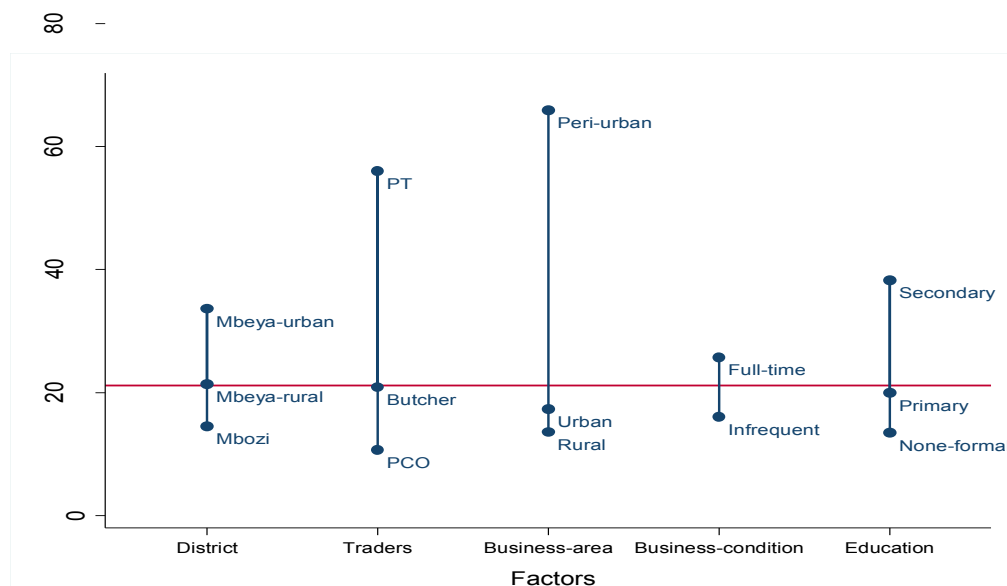 80
60
40
20
0
Peri-urban
PT
Secondary
Mbeya-urban
Full-time
Mbeya-rural
Butcher
Primary
Urban
Infrequent
Mbozi
Rural
None-forma
PCO
District
Traders
Business-area
Business-condition
Education
Factors